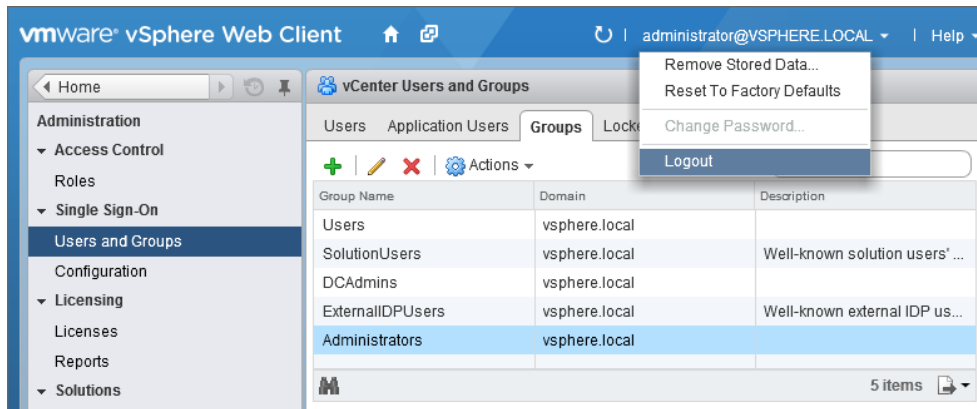 vmware® vSphere Web Client
administrator@VSPHERE.LOCAL
Help
Remove Stored Data...
Reset To Factory Defaults
Change Password...
Logout
Home
Administration
Access Control
Roles
Single Sign-On
Users and Groups
Configuration
Licensing
Licenses
Reports
Solutions
vCenter Users and Groups
Users Application Users Groups Locke
Actions
Group Name Domain Description
Users vsphere.local
SolutionUsers vsphere.local Well-known solution users' ...
DCAdmins vsphere.local
ExternalIDPUsers vsphere.local Well-known external IDP us...
Administrators vsphere.local
5 items